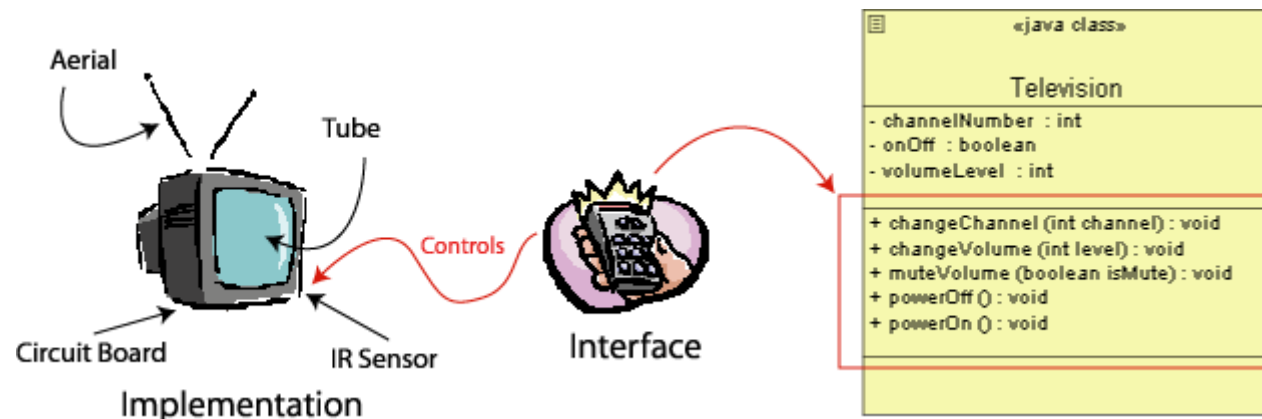 Aerial
Tube
Controls
Circuit Board
IR Sensor
Implementation
Interface
«java class»
Television
- channelNumber : int
- onOff : boolean
- volumeLevel : int
+ changeChannel (int channel) : void
+ changeVolume (int level) : void
+ muteVolume (boolean isMute) : void
+ powerOff () : void
+ powerOn () : void